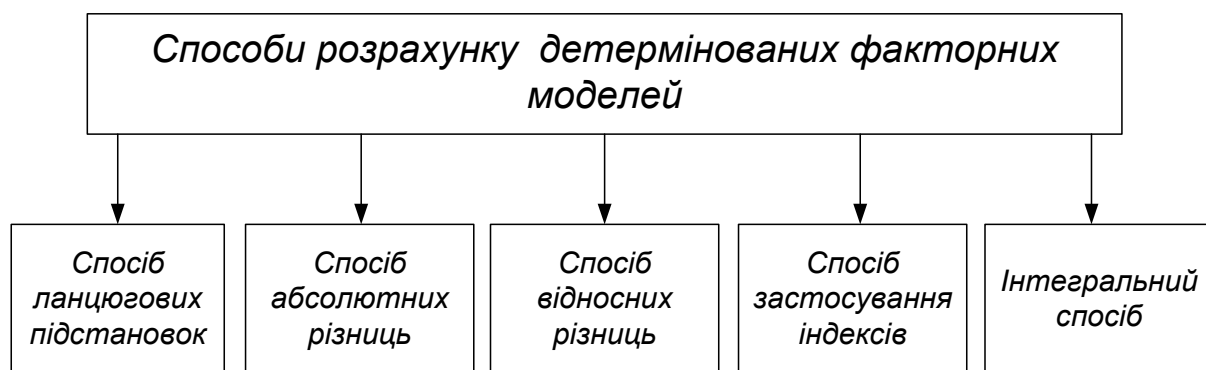 Способи розрахунку детермінованих факторних
моделей
Спосіб
ланцюгових
підстановок
Спосіб
абсолютних
різниць
Спосіб
відносних
різниць
Спосіб
застосування
індексів
Інтегральний
спосіб